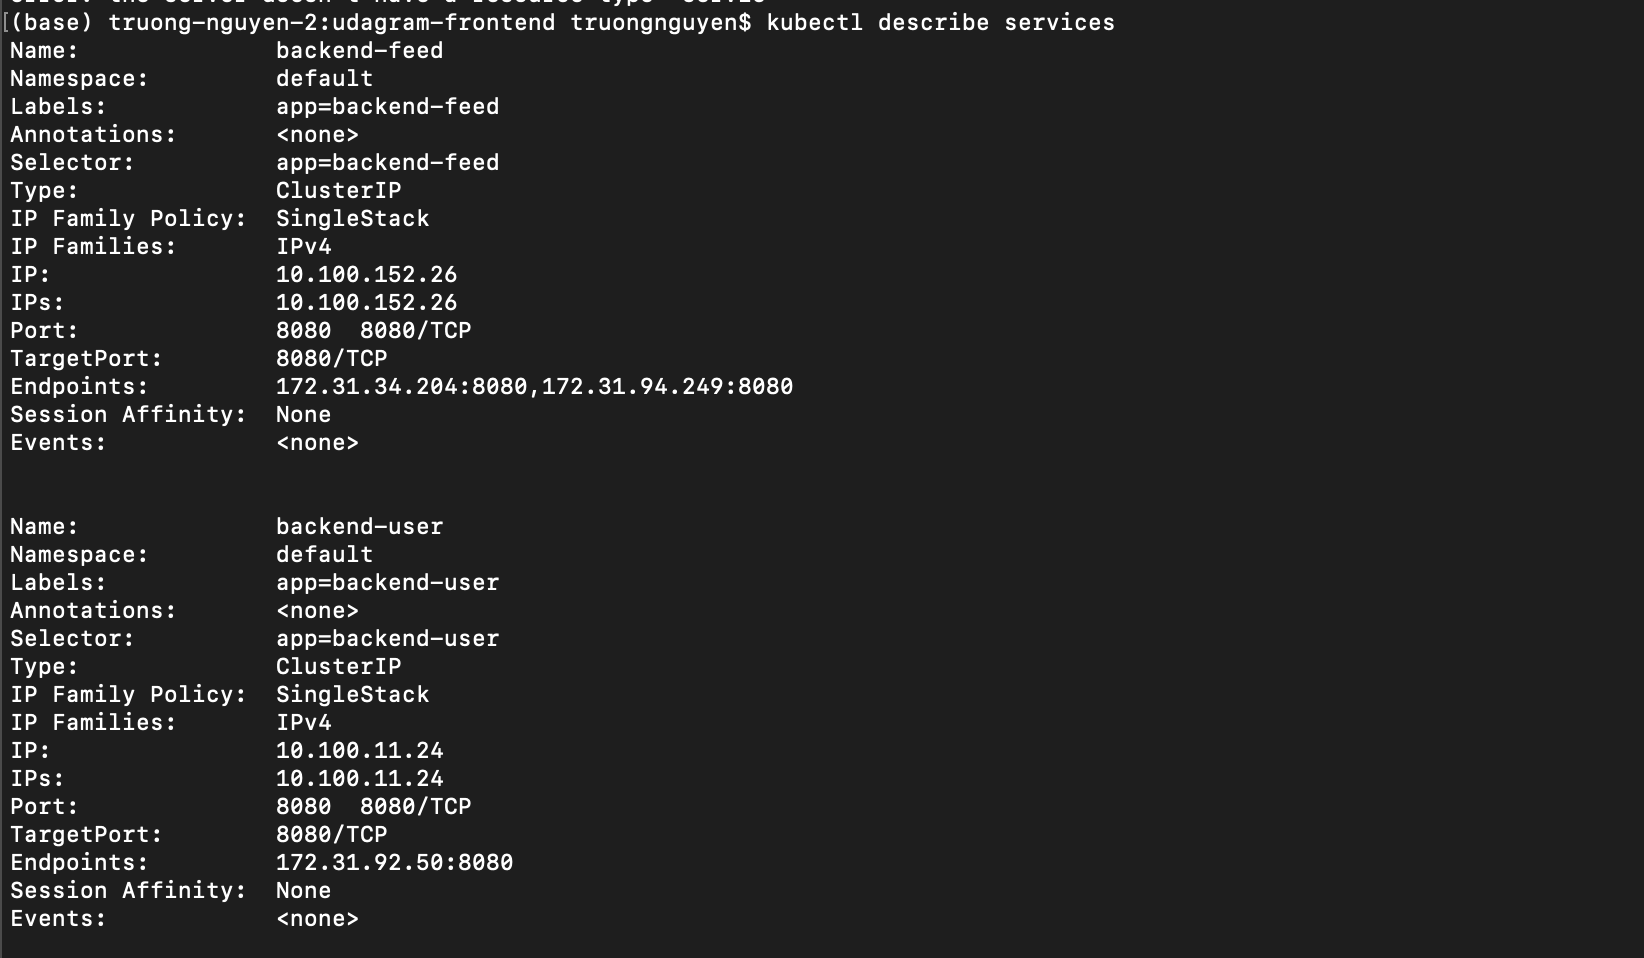 (base) truong-nguyen-2:udagram-frontend truongnguyen$ kubectl describe services
Name: backend-feed
Namespace: default
Labels: app=backend-feed
Annotations: <none>
Selector: app=backend-feed
Type: ClusterIP
IP Family Policy: SingleStack
IP Families: IPv4
IP: 10.100.152.26
IPs: 10.100.152.26
Port: 8080 8080/TCP
TargetPort: 8080/TCP
Endpoints: 172.31.34.204:8080,172.31.94.249:8080
Session Affinity: None
Events: <none>
Name: backend-user
Namespace: default
Labels: app=backend-user
Annotations: <none>
Selector: app=backend-user
Type: ClusterIP
IP Family Policy: SingleStack
IP Families: IPv4
IP: 10.100.11.24
IPs: 10.100.11.24
Port: 8080 8080/TCP
TargetPort: 8080/TCP
Endpoints: 172.31.92.50:8080
Session Affinity: None
Events: <none>